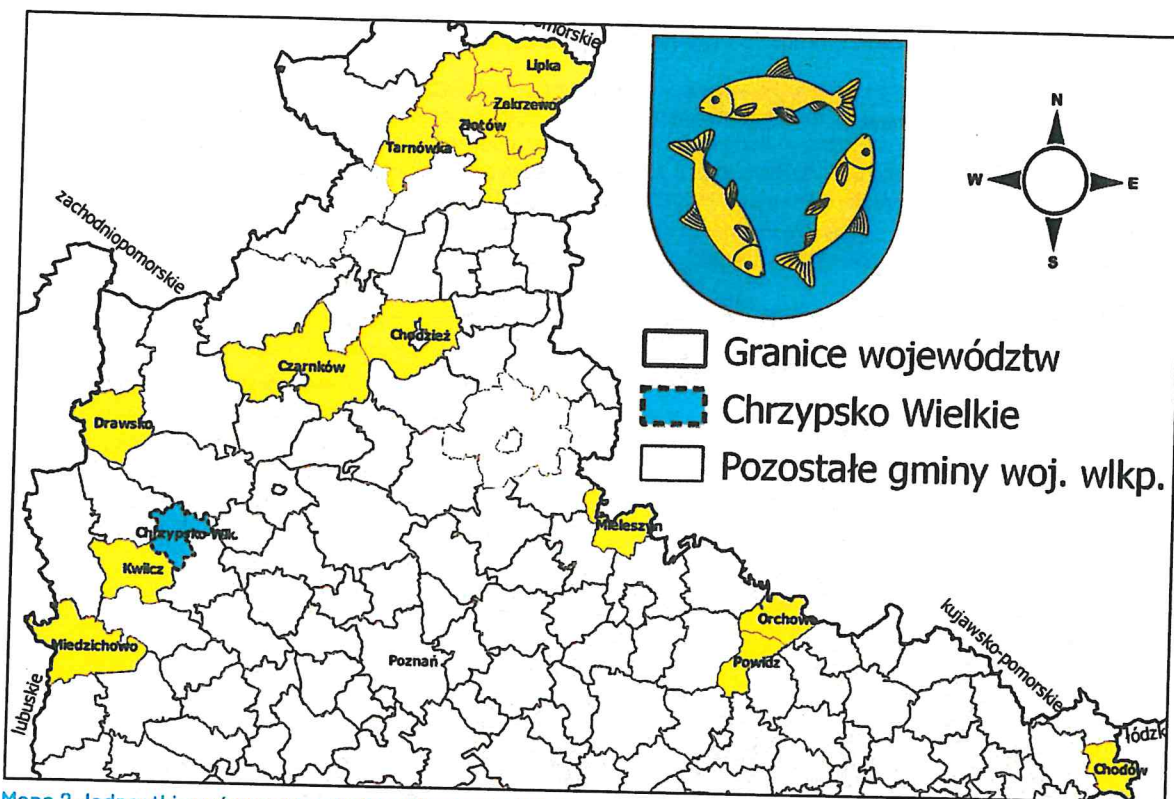 pomorskie
Lipka
Zakrzewo
Złotów
Tarnówka
N
W
E
S
zachodniopomorskie
Chodzież
Czarnków
Granice województw
Chrzypsko Wielkie
Pozostałe gminy woj. wlkp.
Drawsko
Mieleszyn
Chrzypsko Wlk.
Kwilcz
Orchowo
kujawsko-pomorskie
Miedzichowo
Poznań
Powidz
lubuskie
łódzk
Chodów